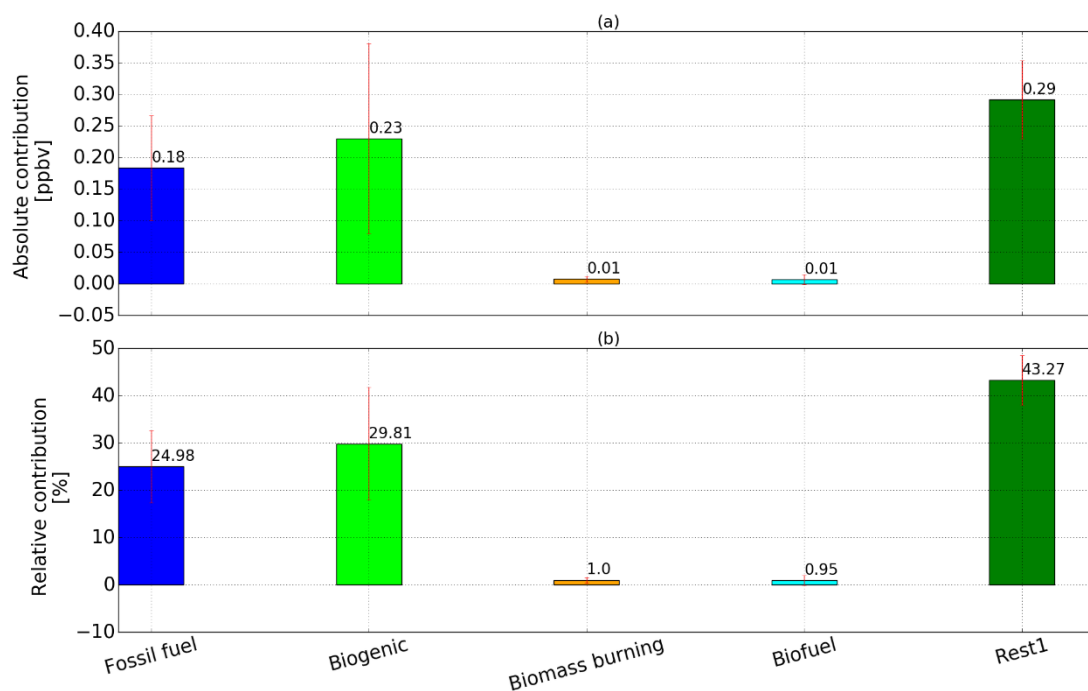 (a)
Absolute contribution
[ppbv]
0.40
0.35
0.30
0.25
0.20
0.15
0.10
0.05
0.00
−0.05
0.18
0.23
0.01
0.01
0.29
(b)
Relative contribution
[%]
50
40
30
20
10
0
−10
24.98
29.81
1.0
0.95
43.27
Fossil fuel
Biogenic
Biomass burning
Biofuel
Rest1